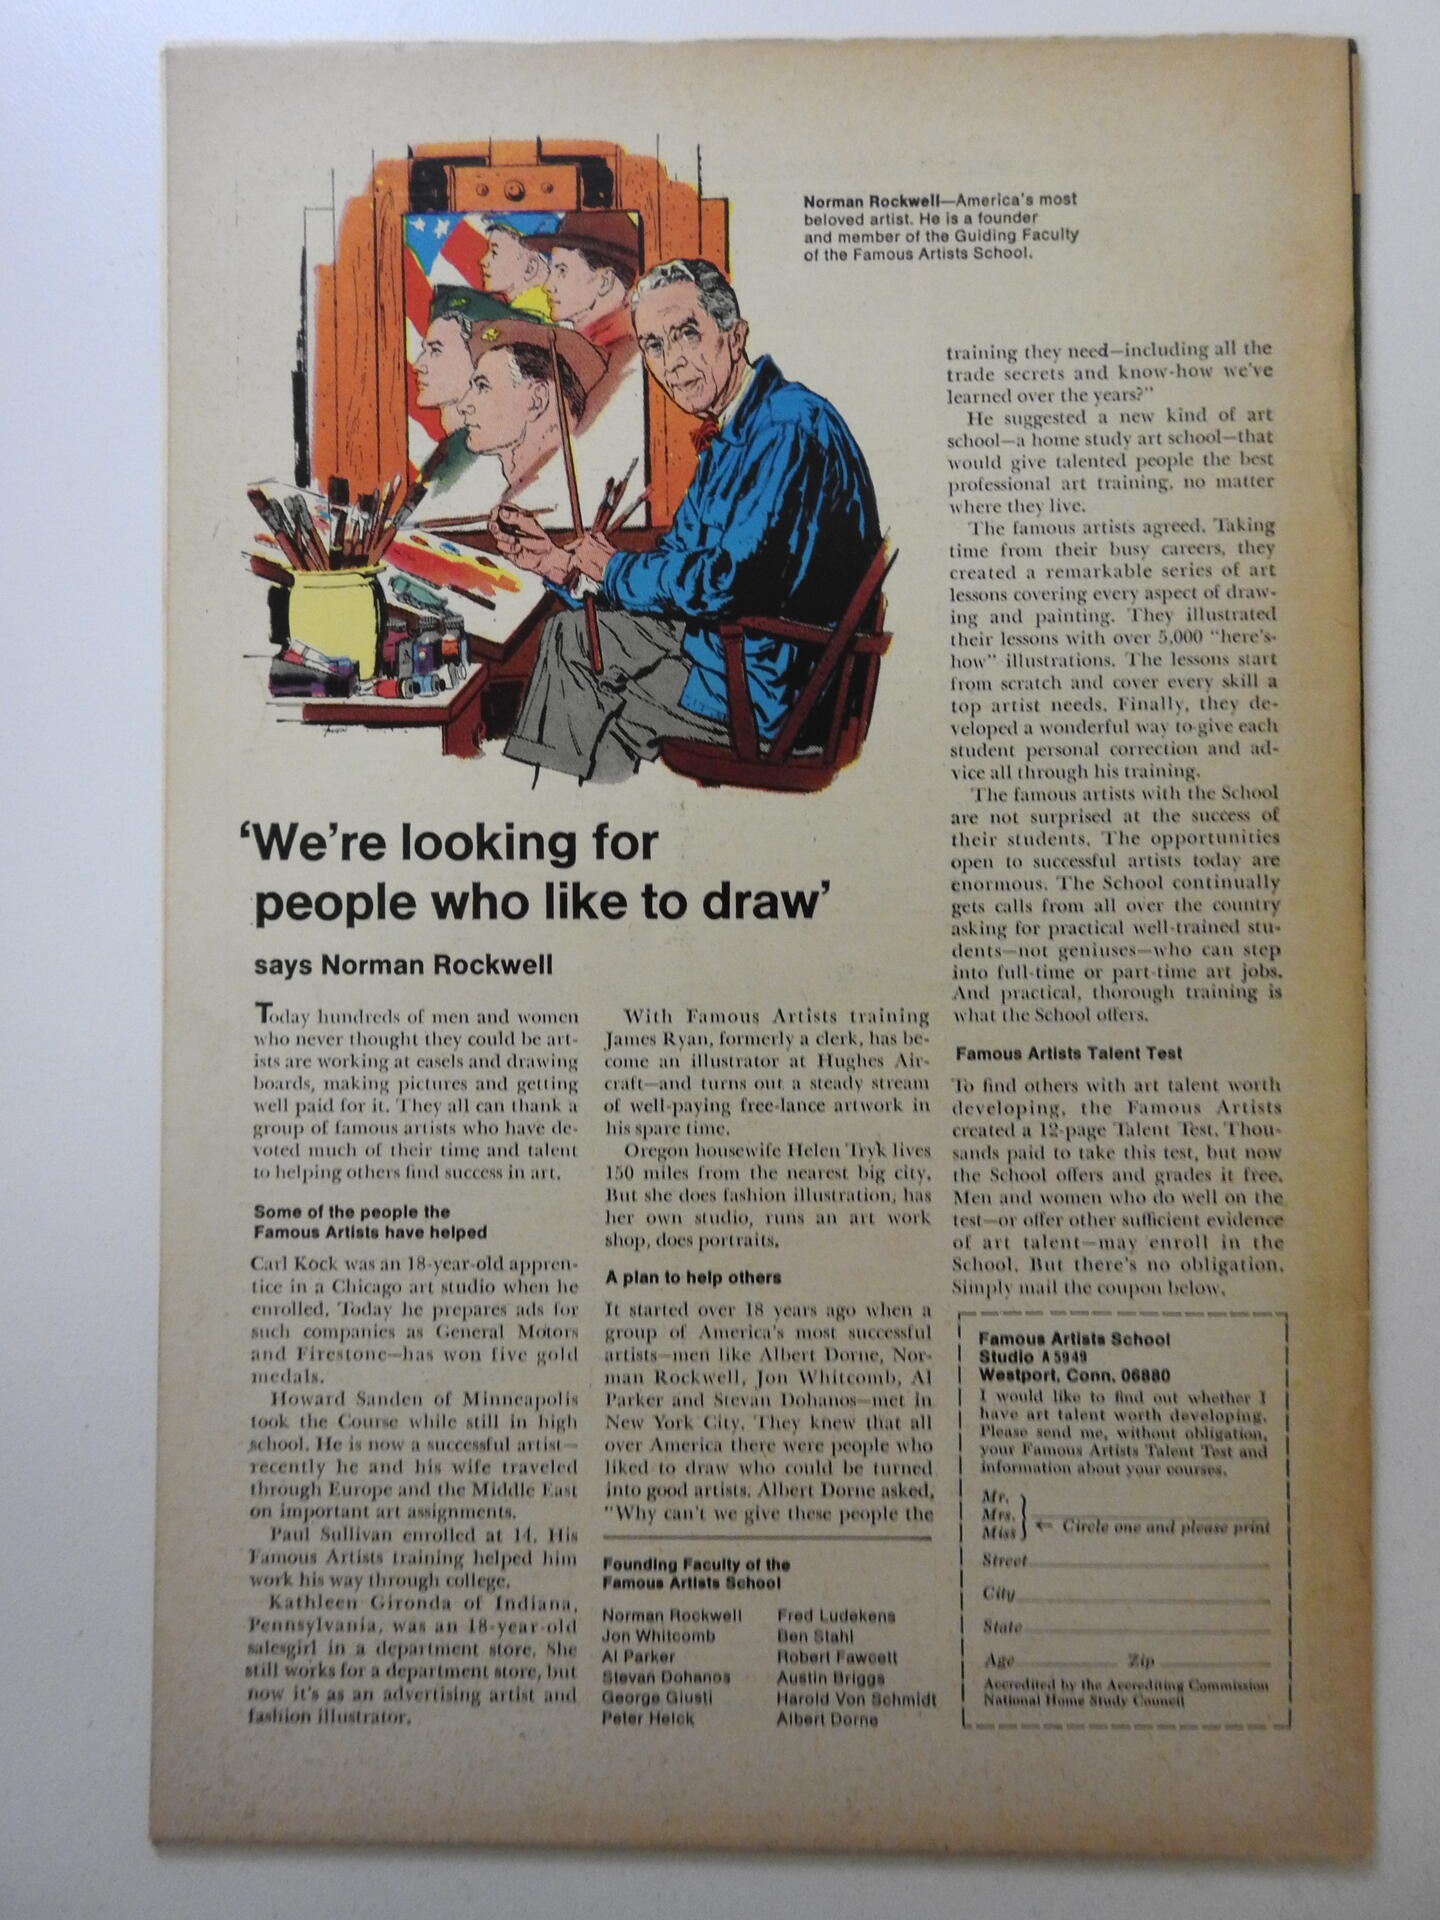 Norman Rockwell—America's most
beloved artist. He is a founder
and member of the Guiding Faculty
of the Famous Artists School.
'We're looking for
people who like to draw'
says Norman Rockwell
Today hundreds of men and women
who never thought they could be art-
ists are working at easels and drawing
boards, making pictures and getting
well paid for it. They all can thank a
group of famous artists who have de-
voted much of their time and talent
to helping others find success in art.
Some of the people the
Famous Artists have helped
Carl Kock was an 18-year-old appren-
tice in a Chicago art studio when he
enrolled. Today he prepares ads for
such companies as General Motors
and Firestone—has won five gold
medals.
Howard Sanden of Minneapolis
took the Course while still in high
school. He is now a successful artist—
recently he and his wife traveled
through Europe and the Middle East
on important art assignments.
Paul Sullivan enrolled at 14. His
Famous Artists training helped him
work his way through college.
Kathleen Gironda of Indiana,
Pennsylvania, was an 18-year-old
salesgirl in a department store. She
still works for a department store, but
now it's as an advertising artist and
fashion illustrator.
With Famous Artists training
James Ryan, formerly a clerk, has be-
come an illustrator at Hughes Air-
craft—and turns out a steady stream
of well-paying free-lance artwork in
his spare time.
Oregon housewife Helen Tryk lives
150 miles from the nearest big city.
But she does fashion illustration, has
her own studio, runs an art work
shop, does portraits.
A plan to help others
It started over 18 years ago when a
group of America's most successful
artists—men like Albert Dorne, Nor-
man Rockwell, Jon Whitcomb, Al
Parker and Stevan Dohanos—met in
New York City. They knew that all
over America there were people who
liked to draw who could be turned
into good artists. Albert Dorne asked,
"Why can't we give these people the
Founding Faculty of the
Famous Artists School
Norman Rockwell
Jon Whitcomb
Al Parker
Stevan Dohanos
George Giusti
Peter Helck
Fred Ludekens
Ben Stahl
Robert Fawcett
Austin Briggs
Harold Von Schmidt
Albert Dorne
training they need—including all the
trade secrets and know-how we've
learned over the years?"
He suggested a new kind of art
school—a home study art school—that
would give talented people the best
professional art training, no matter
where they live.
The famous artists agreed. Taking
time from their busy careers, they
created a remarkable series of art
lessons covering every aspect of draw-
ing and painting. They illustrated
their lessons with over 5,000 "here's-
how" illustrations. The lessons start
from scratch and cover every skill a
top artist needs. Finally, they de-
veloped a wonderful way to give each
student personal correction and ad-
vice all through his training.
The famous artists with the School
are not surprised at the success of
their students. The opportunities
open to successful artists today are
enormous. The School continually
gets calls from all over the country
asking for practical well-trained stu-
dents—not geniuses—who can step
into full-time or part-time art jobs.
And practical, thorough training is
what the School offers.
Famous Artists Talent Test
To find others with art talent worth
developing, the Famous Artists
created a 12-page Talent Test. Thou-
sands paid to take this test, but now
the School offers and grades it free.
Men and women who do well on the
test—or offer other sufficient evidence
of art talent—may enroll in the
School. But there's no obligation.
Simply mail the coupon below.
Famous Artists School
Studio A 5949
Westport, Conn. 06880
I would like to find out whether I
have art talent worth developing.
Please send me, without obligation,
your Famous Artists Talent Test and
information about your courses.
Mr.
Mrs.
Miss
← Circle one and please print
Street
City
State
Age Zip
Accredited by the Accrediting Commission
National Home Study Council